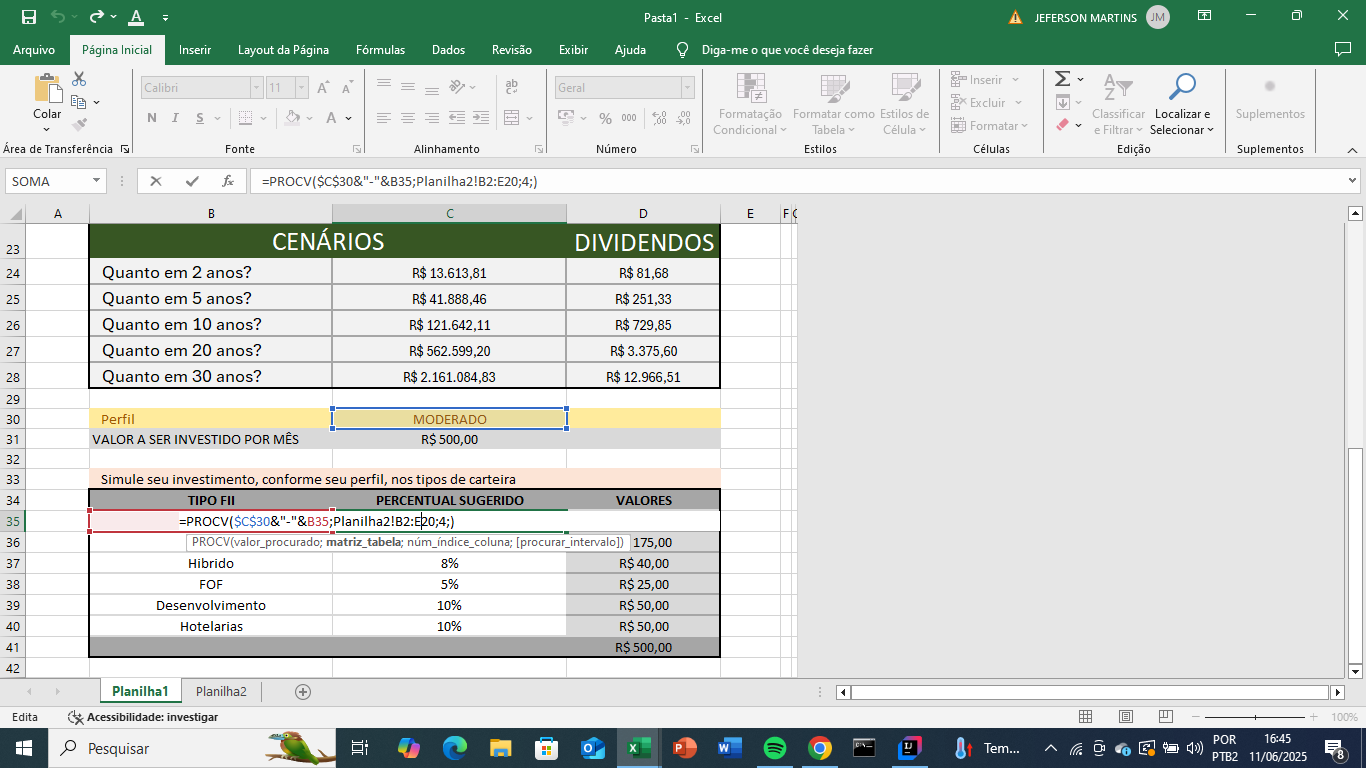 Pasta1 - Excel
JEFERSON MARTINS JM
Arquivo Página Inicial Inserir Layout da Página Fórmulas Dados Revisão Exibir Ajuda Diga-me o que você deseja fazer
Colar
Calibri 11
Geral
N I S
% 000
Formatação Condicional
Formatar como Tabela
Estilos de Célula
Inserir
Excluir
Formatar
Classificar e Filtrar
Localizar e Selecionar
Suplementos
Área de Transferência Fonte Alinhamento Número Estilos Células Edição Suplementos
SOMA =PROCV($C$30&"-"&B35;Planilha2!B2:E20;4;)
A B C D E F G
23 CENÁRIOS DIVIDENDOS
24 Quanto em 2 anos? R$ 13.613,81 R$ 81,68
25 Quanto em 5 anos? R$ 41.888,46 R$ 251,33
26 Quanto em 10 anos? R$ 121.642,11 R$ 729,85
27 Quanto em 20 anos? R$ 562.599,20 R$ 3.375,60
28 Quanto em 30 anos? R$ 2.161.084,83 R$ 12.966,51
29
30 Perfil MODERADO
31 VALOR A SER INVESTIDO POR MÊS R$ 500,00
32
33 Simule seu investimento, conforme seu perfil, nos tipos de carteira
34 TIPO FII PERCENTUAL SUGERIDO VALORES
35 =PROCV($C$30&"-"&B35;Planilha2!B2:E20;4;)
36 PROCV(valor_procurado; matriz_tabela; núm_índice_coluna; [procurar_intervalo]) 175,00
37 Hibrido 8% R$ 40,00
38 FOF 5% R$ 25,00
39 Desenvolvimento 10% R$ 50,00
40 Hotelarias 10% R$ 50,00
41 R$ 500,00
42
Planilha1 Planilha2
Edita Acessibilidade: investigar 100%
Pesquisar Tem... POR PTB2 16:45 11/06/2025 8